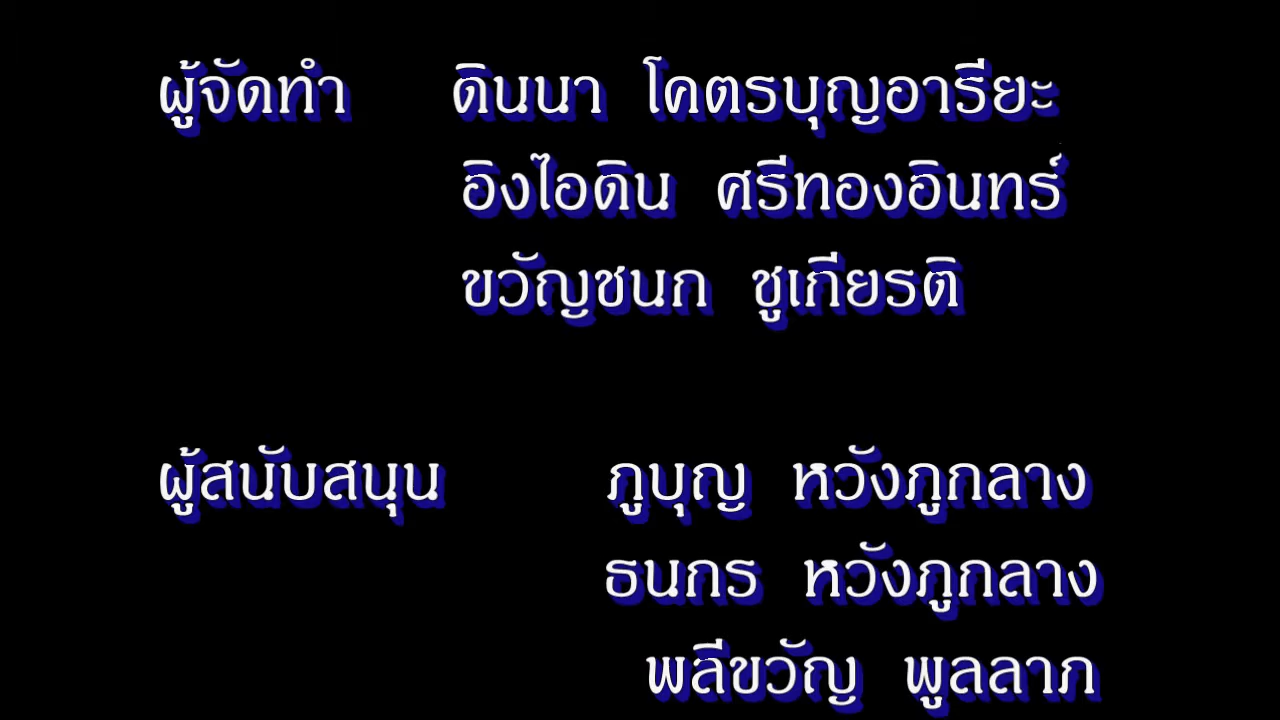 ผู้จัดทำ ดินนา โคตรบุญอารียะ
อิงไอดิน ศรีทองอินทร์
ขวัญชนก ชูเกียรติ
ผู้สนับสนุน ภูบุญ หวังภูกลาง
ธนกร หวังภูกลาง
พลีขวัญ พูลลาภ